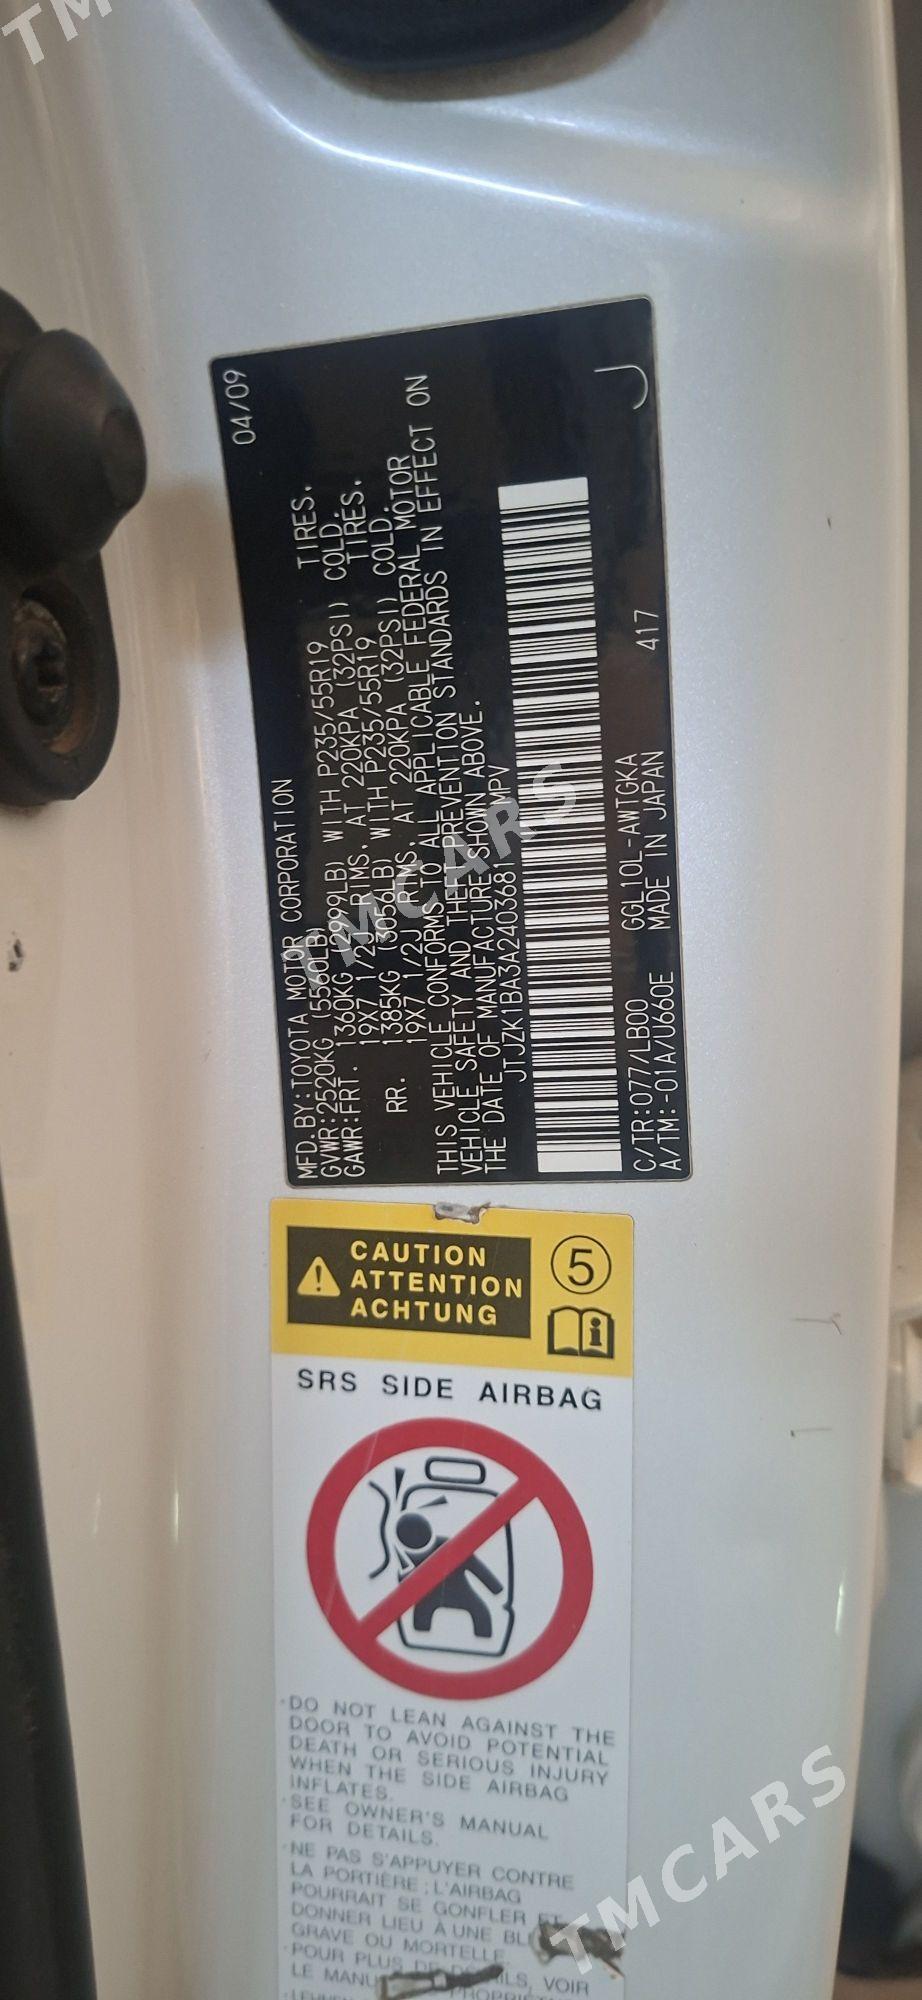 MFD. BY: TOYOTA MOTOR CORPORATION 04/09
GVWR: 2520KG (5560LB)
GAWR: FRT. 1360KG (2999LB) WITH P235/55R19 TIRES.
19X7 1/2J RIMS, AT 220KPA (32PSI) COLD.
RR. 1385KG (3056LB) WITH P235/55R19 TIRES.
19X7 1/2J RIMS, AT 220KPA (32PSI) COLD.
THIS VEHICLE CONFORMS TO ALL APPLICABLE FEDERAL MOTOR
VEHICLE SAFETY AND THEFT PREVENTION STANDARDS IN EFFECT ON
THE DATE OF MANUFACTURE SHOWN ABOVE.
JTJZK1BA3A2403681 MPV
C/TR: 077/LB00 GGL10L-AWTGKA 417
A/TM: -01A/U660E MADE IN JAPAN J
CAUTION
ATTENTION
ACHTUNG
5
i
SRS SIDE AIRBAG
·DO NOT LEAN AGAINST THE
DOOR TO AVOID POTENTIAL
DEATH OR SERIOUS INJURY
WHEN THE SIDE AIRBAG
INFLATES.
·SEE OWNER'S MANUAL
FOR DETAILS.
·NE PAS S'APPUYER CONTRE
LA PORTIÈRE ; L'AIRBAG
POURRAIT SE GONFLER ET
DONNER LIEU À UNE
GRAVE OU MORTELLE.
·POUR PLUS DE DÉTAILS, VOIR
LE
TMCARS
TMCARS